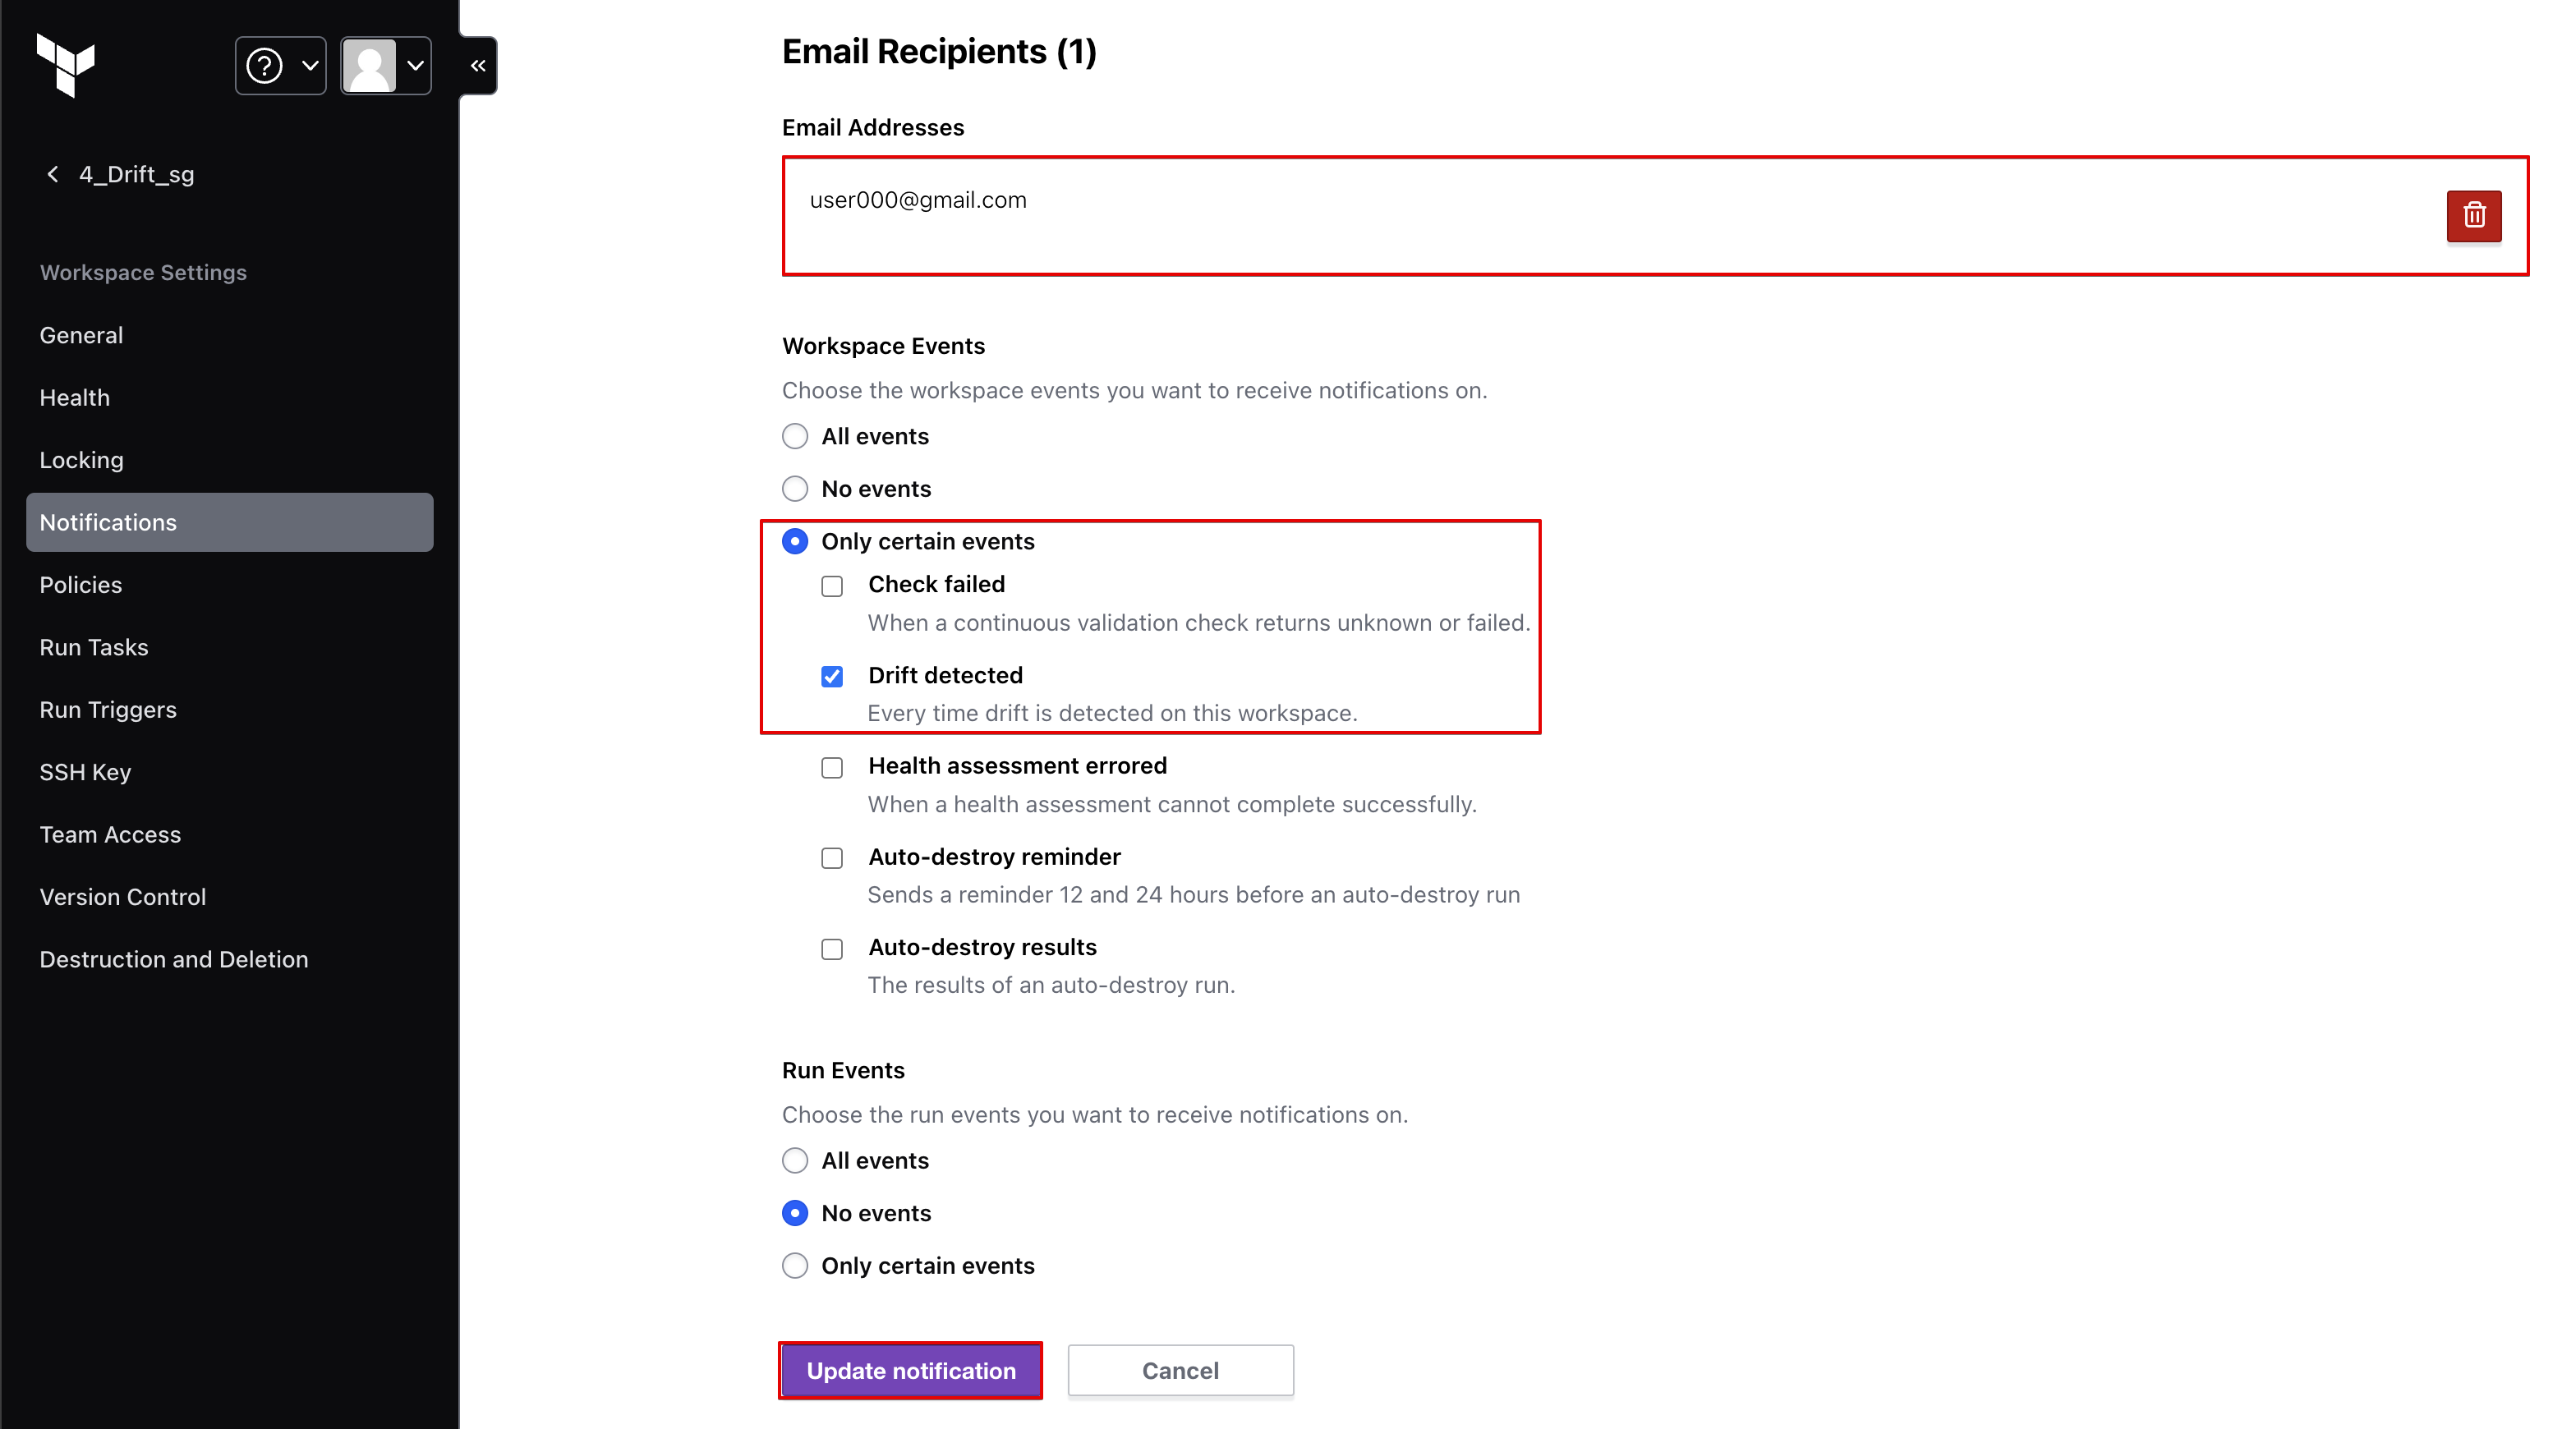 4_Drift_sg
Workspace Settings
General
Health
Locking
Notifications
Policies
Run Tasks
Run Triggers
SSH Key
Team Access
Version Control
Destruction and Deletion
Email Recipients (1)
Email Addresses
user000@gmail.com
Workspace Events
Choose the workspace events you want to receive notifications on.
All events
No events
Only certain events
Check failed
When a continuous validation check returns unknown or failed.
Drift detected
Every time drift is detected on this workspace.
Health assessment errored
When a health assessment cannot complete successfully.
Auto-destroy reminder
Sends a reminder 12 and 24 hours before an auto-destroy run
Auto-destroy results
The results of an auto-destroy run.
Run Events
Choose the run events you want to receive notifications on.
All events
No events
Only certain events
Update notification
Cancel